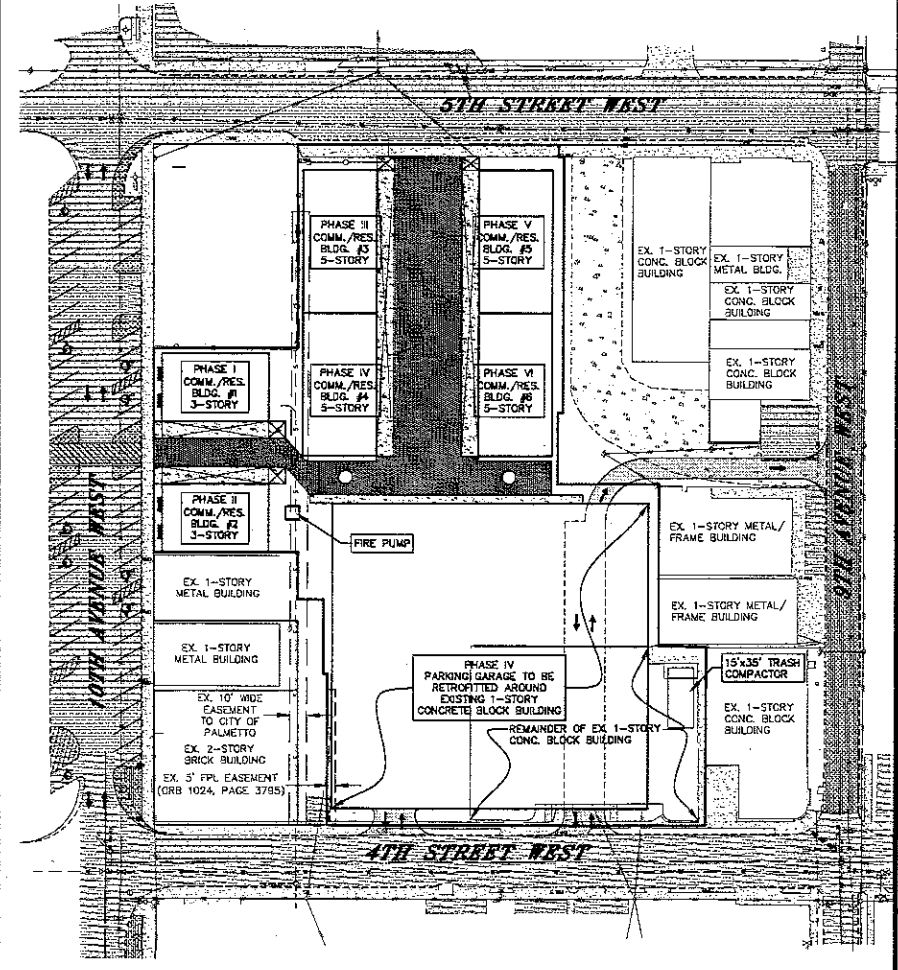 5TH STREET WEST
PHASE III
COMM./RES.
BLDG. #3
5-STORY
PHASE V
COMM./RES.
BLDG. #5
5-STORY
EX. 1-STORY
CONC. BLOCK
BUILDING
EX. 1-STORY
METAL BLDG.
EX. 1-STORY
CONC. BLOCK
BUILDING
EX. 1-STORY
CONC. BLOCK
BUILDING
PHASE I
COMM./RES.
BLDG. #1
3-STORY
PHASE IV
COMM./RES.
BLDG. #4
5-STORY
PHASE VI
COMM./RES.
BLDG. #6
5-STORY
9TH AVENUE WEST
10TH AVENUE WEST
PHASE II
COMM./RES.
BLDG. #2
3-STORY
FIRE PUMP
EX. 1-STORY METAL/
FRAME BUILDING
EX. 1-STORY
METAL BUILDING
EX. 1-STORY METAL/
FRAME BUILDING
EX. 1-STORY
METAL BUILDING
PHASE IV
PARKING GARAGE TO BE
RETROFITTED AROUND
EXISTING 1-STORY
CONCRETE BLOCK BUILDING
15'x35' TRASH
COMPACTOR
EX. 10' WIDE
EASEMENT
TO CITY OF
PALMETTO
REMAINDER OF EX. 1-STORY
CONC. BLOCK BUILDING
EX. 1-STORY
CONC. BLOCK
BUILDING
EX. 2-STORY
BRICK BUILDING
EX. 5' FPL EASEMENT
(ORB 1024, PAGE 3795)
4TH STREET WEST